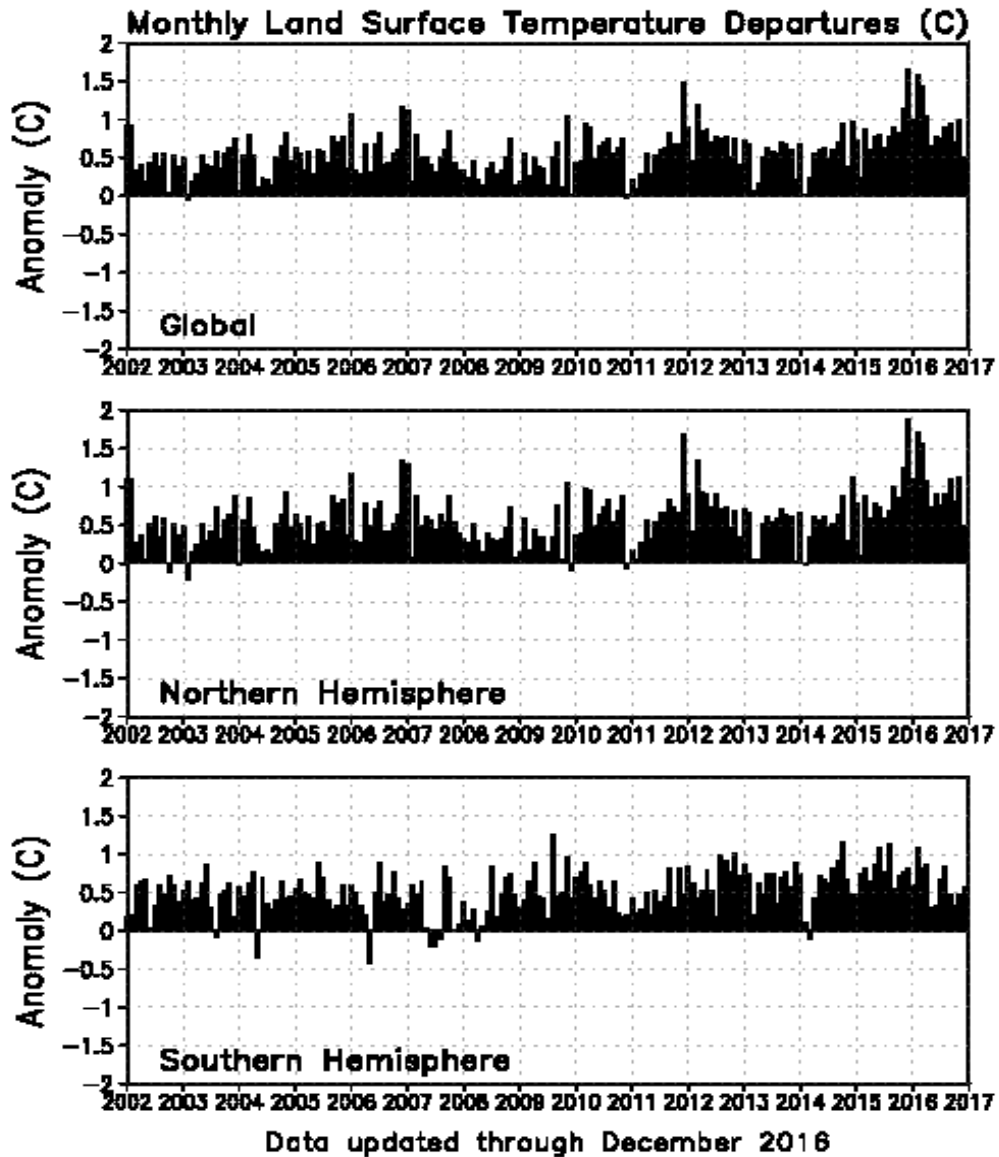 Monthly Land Surface Temperature Departures (C)
Anomaly (C)
2
1.5
1
0.5
0
−0.5
−1
−1.5
−2
Global
2002 2003 2004 2005 2006 2007 2008 2009 2010 2011 2012 2013 2014 2015 2016 2017
Anomaly (C)
2
1.5
1
0.5
0
−0.5
−1
−1.5
−2
Northern Hemisphere
2002 2003 2004 2005 2006 2007 2008 2009 2010 2011 2012 2013 2014 2015 2016 2017
Anomaly (C)
2
1.5
1
0.5
0
−0.5
−1
−1.5
−2
Southern Hemisphere
2002 2003 2004 2005 2006 2007 2008 2009 2010 2011 2012 2013 2014 2015 2016 2017
Data updated through December 2016